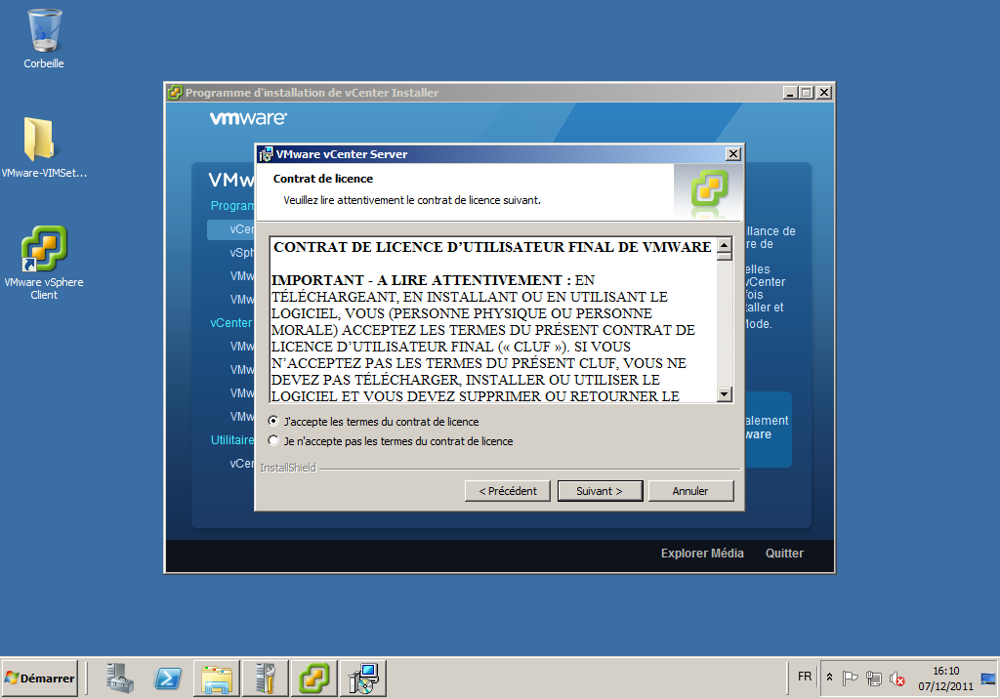 Corbeille
VMware-VIMSet...
VMware vSphere
Client
Programme d'installation de vCenter Installer
vmware
VMware vCenter Server
Contrat de licence
Veuillez lire attentivement le contrat de licence suivant.
CONTRAT DE LICENCE D'UTILISATEUR FINAL DE VMWARE
IMPORTANT - A LIRE ATTENTIVEMENT : EN
TÉLÉCHARGEANT, EN INSTALLANT OU EN UTILISANT LE
LOGICIEL, VOUS (PERSONNE PHYSIQUE OU PERSONNE
MORALE) ACCEPTEZ LES TERMES DU PRÉSENT CONTRAT DE
LICENCE D'UTILISATEUR FINAL (« CLUF »). SI VOUS
N'ACCEPTEZ PAS LES TERMES DU PRÉSENT CLUF, VOUS NE
DEVEZ PAS TÉLÉCHARGER, INSTALLER OU UTILISER LE
LOGICIEL ET VOUS DEVEZ SUPPRIMER OU RETOURNER LE
J'accepte les termes du contrat de licence
Je n'accepte pas les termes du contrat de licence
InstallShield
< Précédent
Suivant >
Annuler
VMw
Program
vCer
vSph
VMw
VMw
vCenter
VMw
VMw
VMw
VMw
Utilitaire
vCer
llance de
re de
elles
vCenter
fois
taller et
Mode.
alement
ware
Explorer Média
Quitter
Démarrer
FR
16:10
07/12/2011